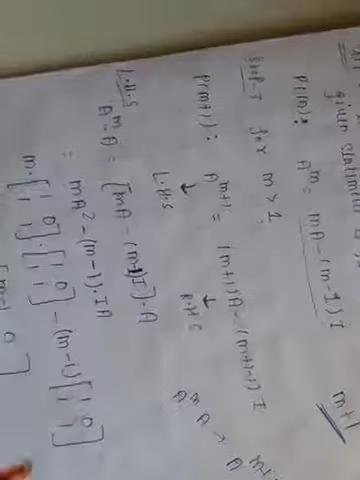 given statement
P(m): A^m = mA - (m-1) I
Step-I for m > 1.
P(m+1): A^{m+1} = (m+1)A - (m+1-1) I
L.H.S R.H.S
m+1
L.H.S
A^m . A = [mA - (m-1) I] . A
A^m . A →
= mA² - (m-1) . IA
m . [1 0; 1 1] . [1 0; 1 1] - (m-1) [1 0; 1 1]